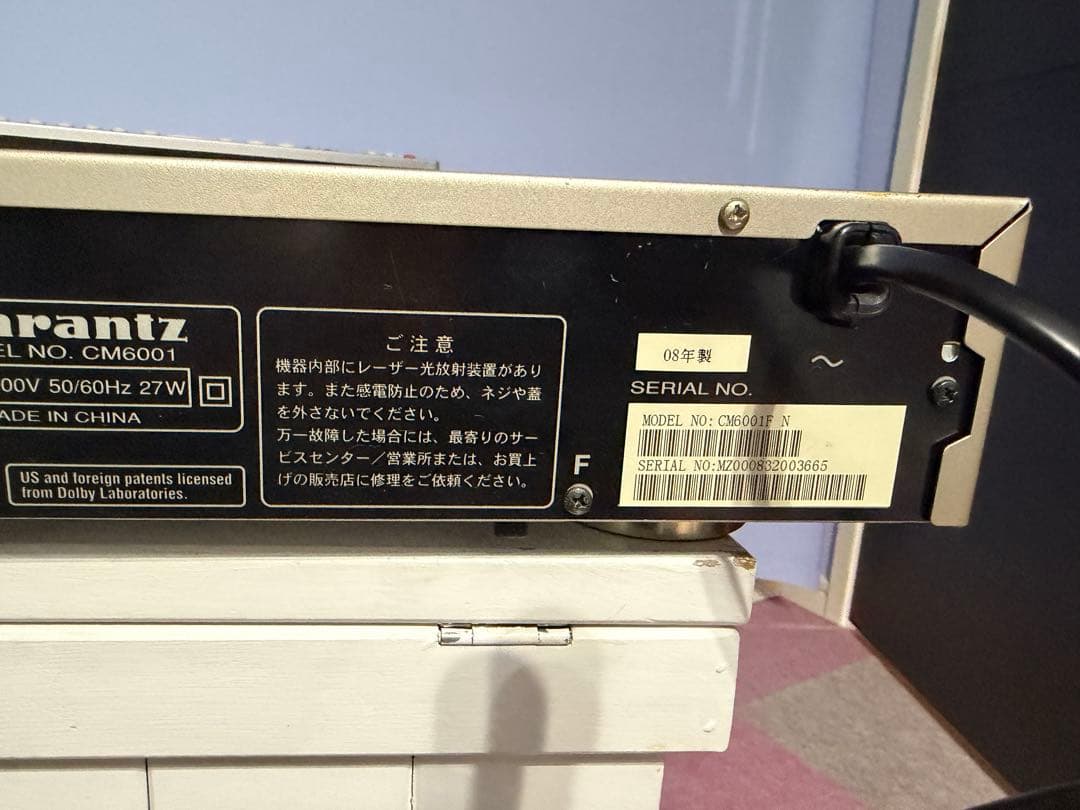 arantz
EL NO. CM6001
00V 50/60Hz 27W
ADE IN CHINA
US and foreign patents licensed
from Dolby Laboratories.
ご注意
機器内部にレーザー光放射装置があり
ます。また感電防止のため、ネジや蓋
を外さないでください。
万一故障した場合には、最寄りのサー
ビスセンター／営業所または、お買上
げの販売店に修理をご依頼ください。
F
08年製
～
SERIAL NO.
MODEL NO:CM6001F N
SERIAL NO:MZ000832003665